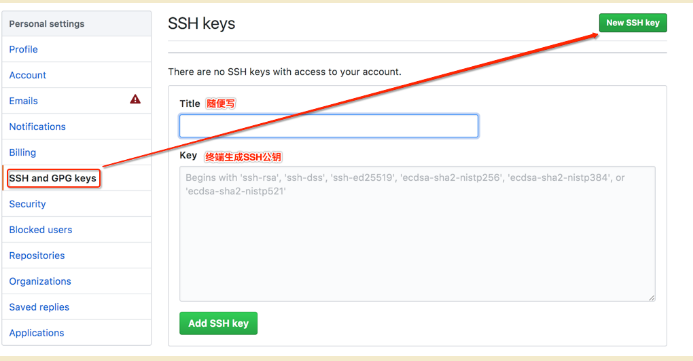 Personal settings
Profile
Account
Emails
Notifications
Billing
SSH and GPG keys
Security
Blocked users
Repositories
Organizations
Saved replies
Applications
SSH keys
New SSH key
There are no SSH keys with access to your account.
Title 随便写
Key 终端生成SSH公钥
Begins with 'ssh-rsa', 'ssh-dss', 'ssh-ed25519', 'ecdsa-sha2-nistp256', 'ecdsa-sha2-nistp384', or
'ecdsa-sha2-nistp521'
Add SSH key